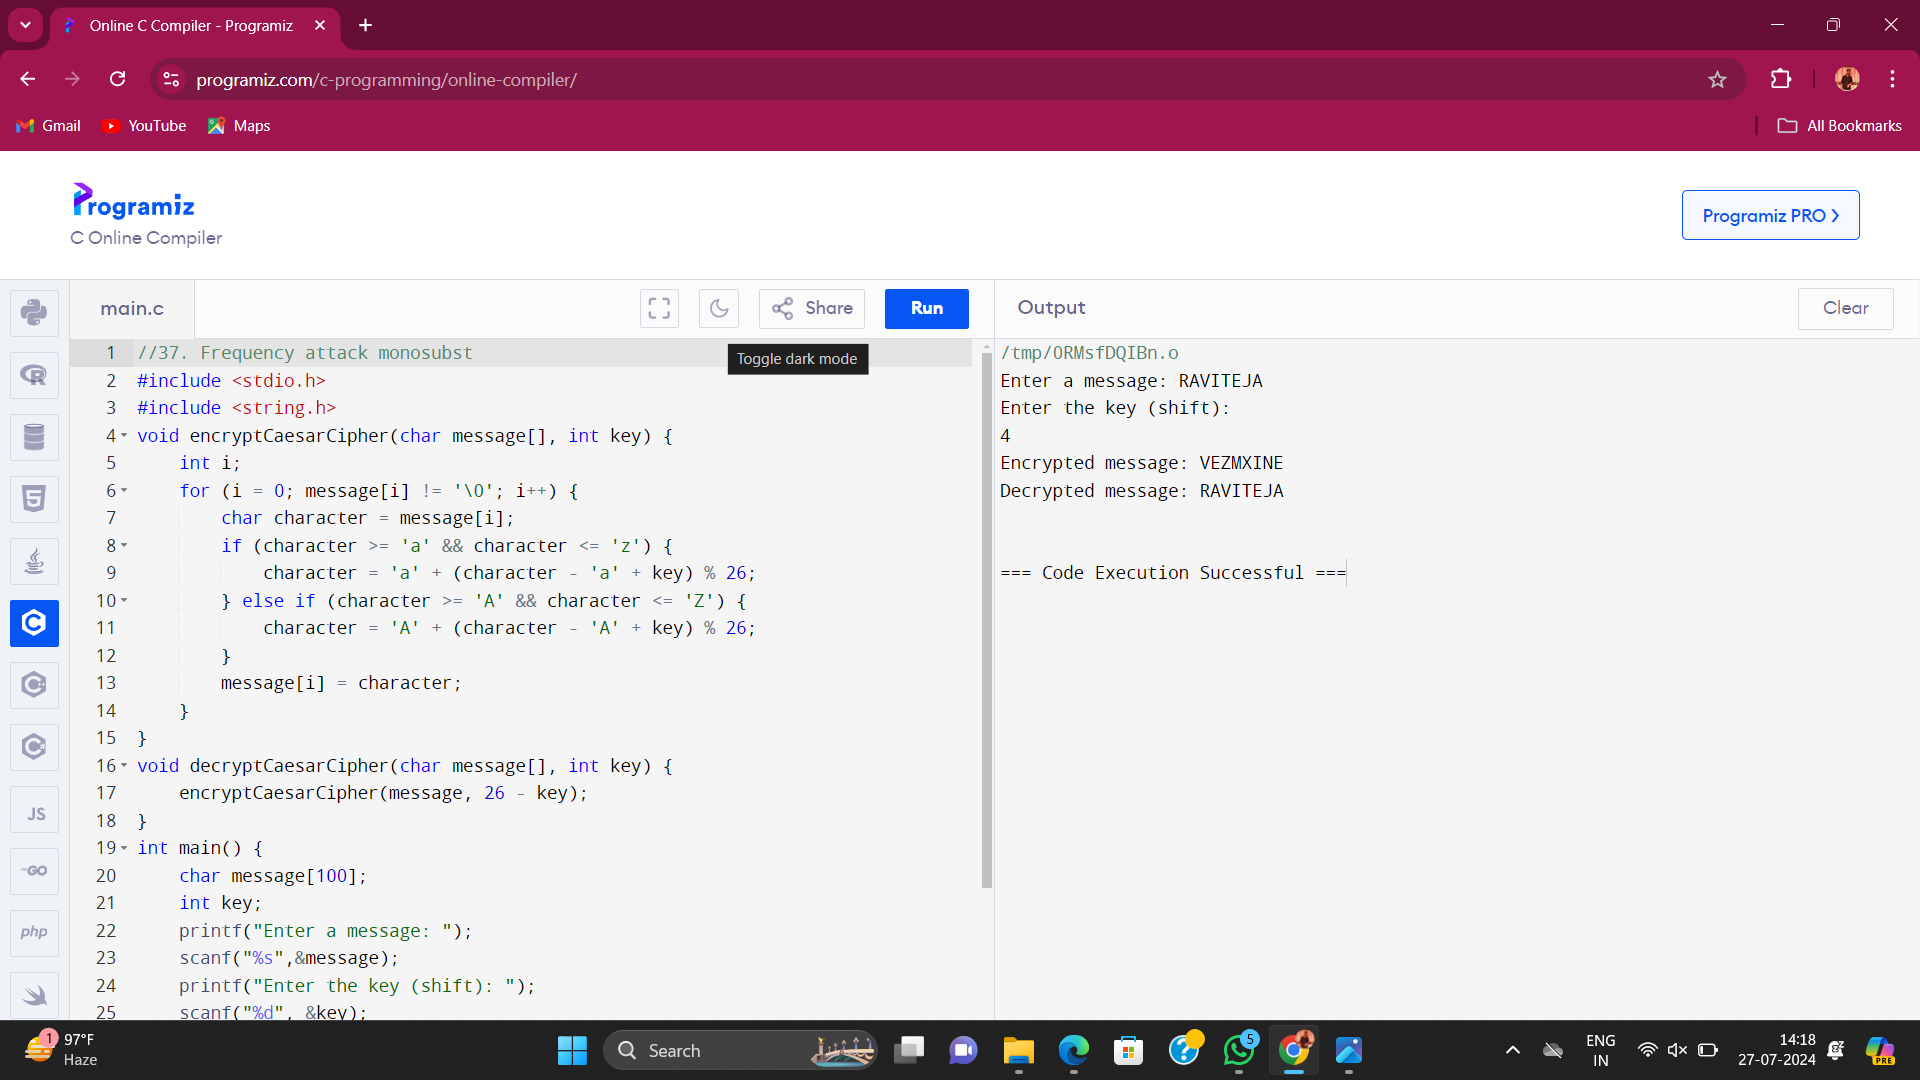 Online C Compiler - Programiz
programiz.com/c-programming/online-compiler/
Gmail YouTube Maps All Bookmarks
Programiz
C Online Compiler
Programiz PRO
main.c Share Run Output Clear
Toggle dark mode
1 //37. Frequency attack monosubst
2 #include <stdio.h>
3 #include <string.h>
4 void encryptCaesarCipher(char message[], int key) {
5 int i;
6 for (i = 0; message[i] != '\0'; i++) {
7 char character = message[i];
8 if (character >= 'a' && character <= 'z') {
9 character = 'a' + (character - 'a' + key) % 26;
10 } else if (character >= 'A' && character <= 'Z') {
11 character = 'A' + (character - 'A' + key) % 26;
12 }
13 message[i] = character;
14 }
15 }
16 void decryptCaesarCipher(char message[], int key) {
17 encryptCaesarCipher(message, 26 - key);
18 }
19 int main() {
20 char message[100];
21 int key;
22 printf("Enter a message: ");
23 scanf("%s",&message);
24 printf("Enter the key (shift): ");
25 scanf("%d", &key);
/tmp/0RMsfDQIBn.o
Enter a message: RAVITEJA
Enter the key (shift):
4
Encrypted message: VEZMXINE
Decrypted message: RAVITEJA
=== Code Execution Successful ===
R
5
C
JS
GO
php
1
97°F
Haze
Search
5
ENG
IN
14:18
27-07-2024
PRE